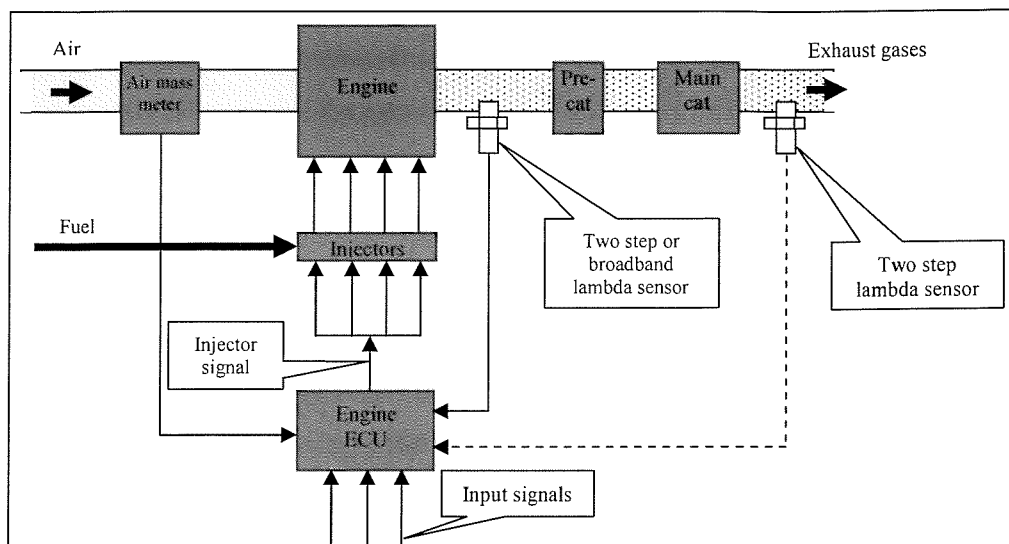 Air
Exhaust gases
Air mass
meter
Engine
Pre-
cat
Main
cat
Fuel
Injectors
Two step or
broadband
lambda sensor
Two step
lambda sensor
Injector
signal
Engine
ECU
Input signals